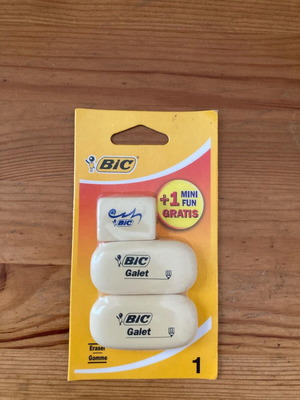 BIC
+1 MINI
FUN
GRATIS
BIC
BIC
Galet
BIC
Galet
Eraser
Gomme
1